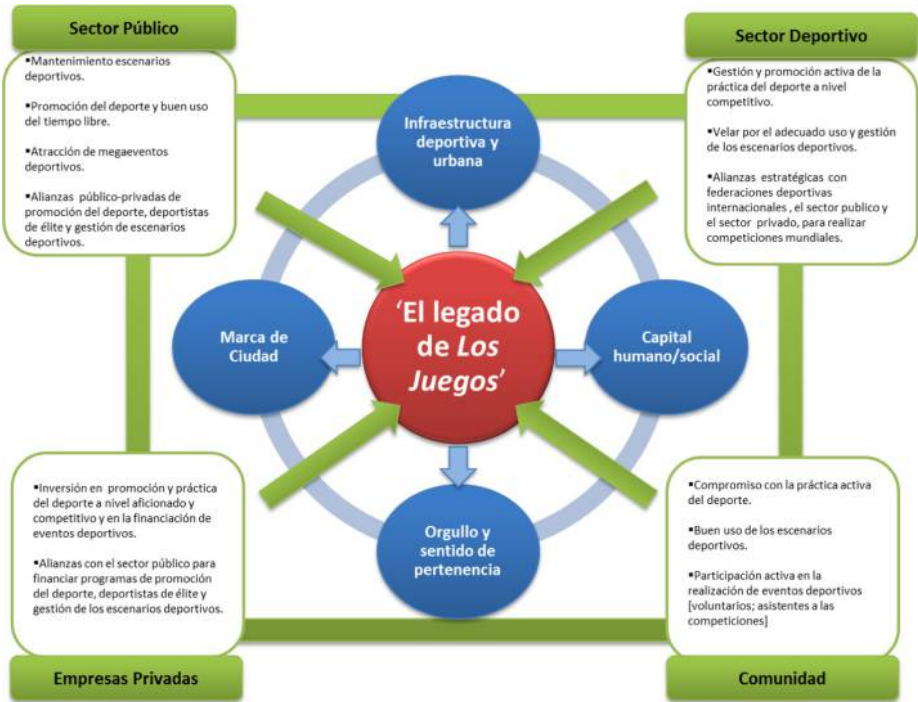 Sector Público
▪Mantenimiento escenarios
deportivos.
▪Promoción del deporte y buen uso
del tiempo libre.
▪Atracción de megaeventos
deportivos.
▪Alianzas público-privadas de
promoción del deporte, deportistas
de élite y gestión de escenarios
deportivos.
Sector Deportivo
▪Gestión y promoción activa de la
práctica del deporte a nivel
competitivo.
▪Velar por el adecuado uso y gestión
de los escenarios deportivos.
▪Alianzas estratégicas con
federaciones deportivas
internacionales , el sector publico y
el sector privado, para realizar
competiciones mundiales.
Infraestructura
deportiva y
urbana
Marca de
Ciudad
'El legado
de Los
Juegos'
Capital
humano/social
Orgullo y
sentido de
pertenencia
▪Inversión en promoción y práctica
del deporte a nivel aficionado y
competitivo y en la financiación de
eventos deportivos.
▪Alianzas con el sector público para
financiar programas de promoción
del deporte, deportistas de élite y
gestión de los escenarios deportivos.
Empresas Privadas
▪Compromiso con la práctica activa
del deporte.
▪Buen uso de los escenarios
deportivos.
▪Participación activa en la
realización de eventos deportivos
[voluntarios; asistentes a las
competiciones]
Comunidad